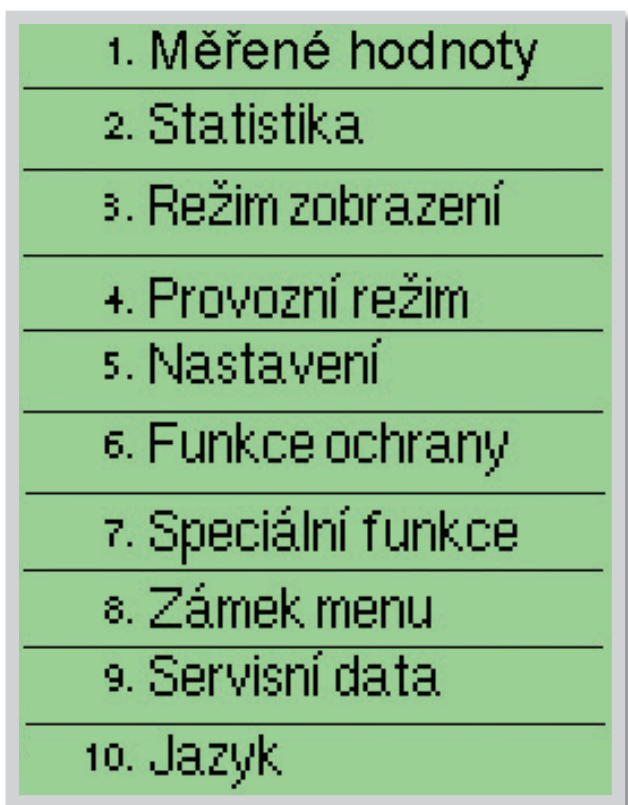 1. Měřené hodnoty
2. Statistika
3. Režim zobrazení
4. Provozní režim
5. Nastavení
6. Funkce ochrany
7. Speciální funkce
8. Zámek menu
9. Servisní data
10. Jazyk